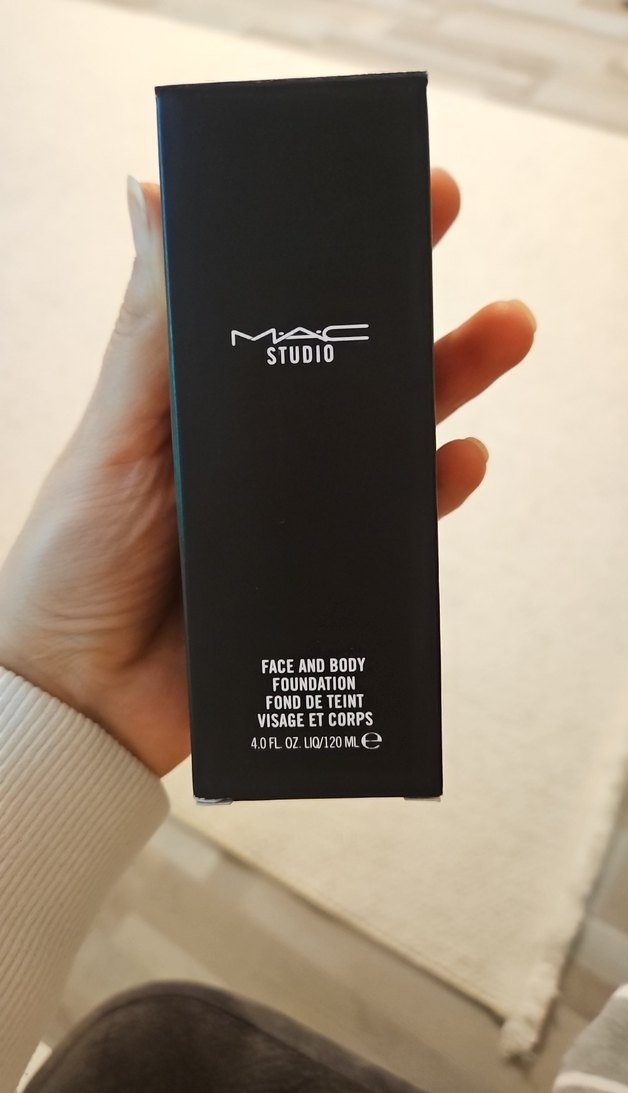 M·A·C
STUDIO
FACE AND BODY
FOUNDATION
FOND DE TEINT
VISAGE ET CORPS
4.0 FL. OZ. LIQ/120 ML ℮